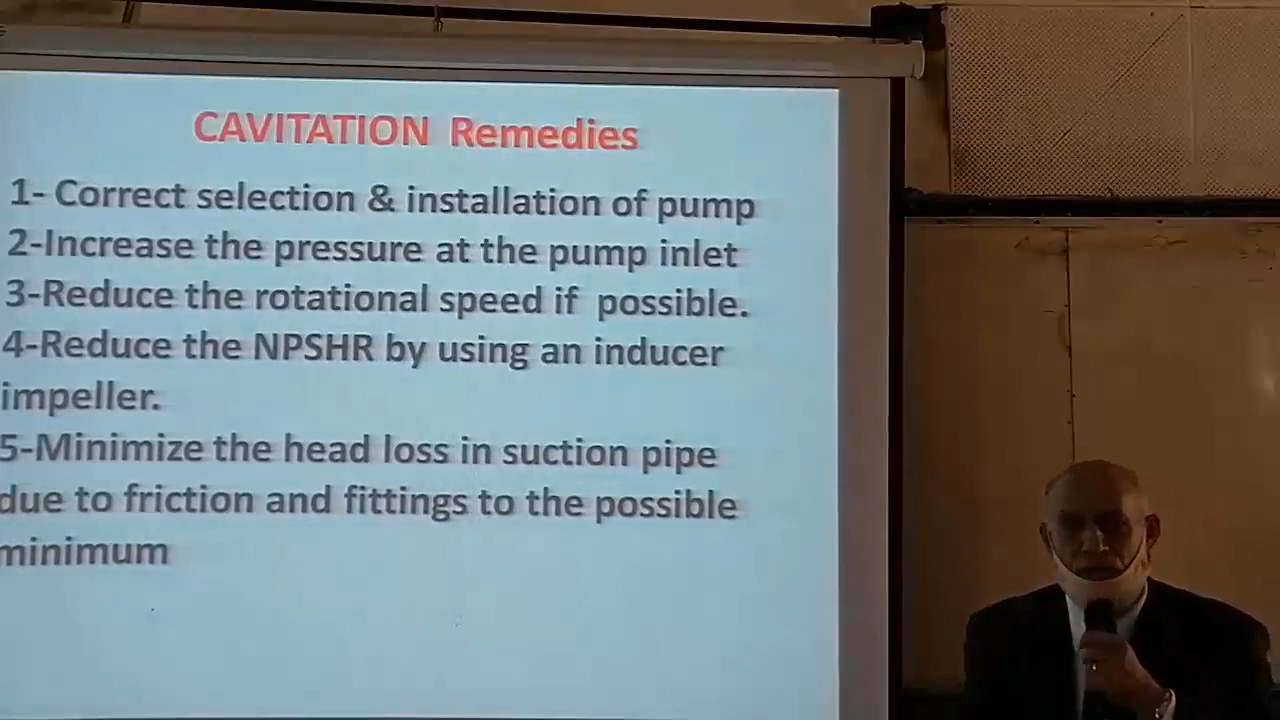 CAVITATION Remedies
1- Correct selection & installation of pump
2-Increase the pressure at the pump inlet
3-Reduce the rotational speed if possible.
4-Reduce the NPSHR by using an inducer
impeller.
5-Minimize the head loss in suction pipe
due to friction and fittings to the possible
minimum